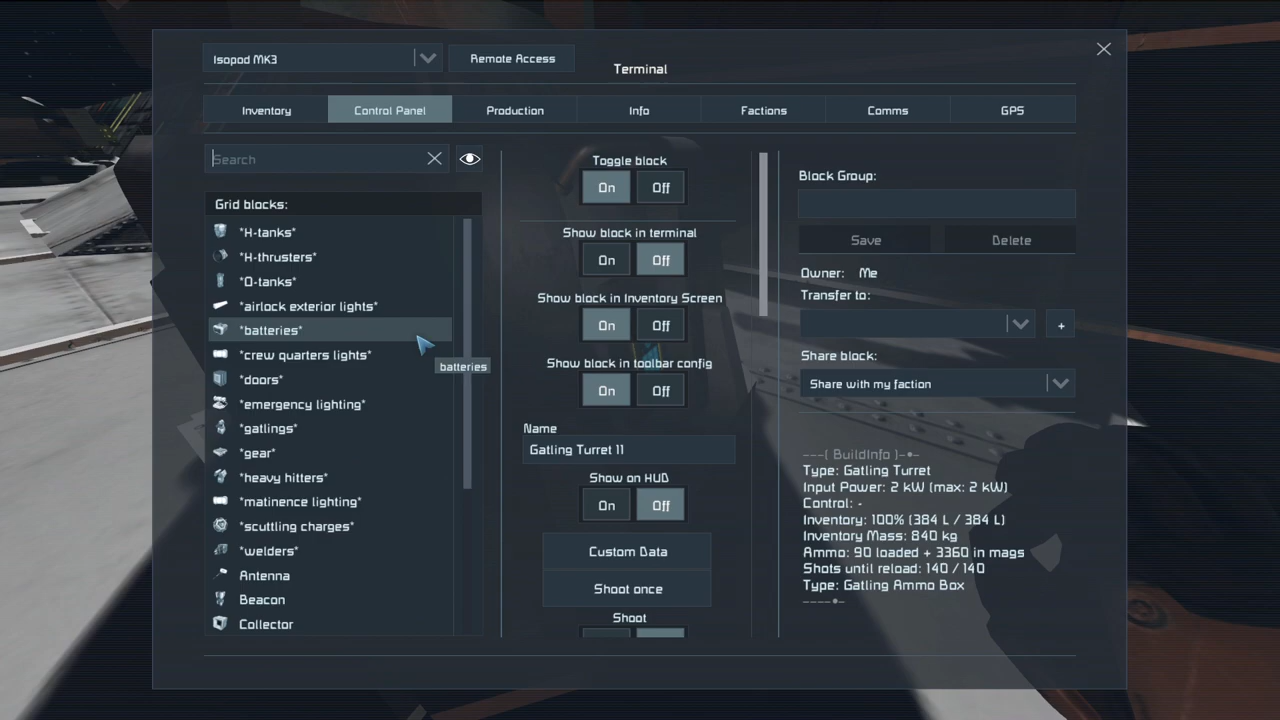 Isopod MK3
Remote Access
Terminal
Inventory
Control Panel
Production
Info
Factions
Comms
GPS
Search
Grid blocks:
*H-tanks*
*H-thrusters*
*O-tanks*
*airlock exterior lights*
*batteries*
batteries
*crew quarters lights*
*doors*
*emergency lighting*
*gatlings*
*gear*
*heavy hitters*
*matinence lighting*
*scuttling charges*
*welders*
Antenna
Beacon
Collector
Toggle block
On Off
Show block in terminal
On Off
Show block in Inventory Screen
On Off
Show block in toolbar config
On Off
Name
Gatling Turret 11
Show on HUD
On Off
Custom Data
Shoot once
Shoot
Block Group:
Save Delete
Owner: Me
Transfer to:
+
Share block:
Share with my faction
---( BuildInfo )-•-
Type: Gatling Turret
Input Power: 2 kW (max: 2 kW)
Control: -
Inventory: 100% (384 L / 384 L)
Inventory Mass: 840 kg
Ammo: 90 loaded + 3360 in mags
Shots until reload: 140 / 140
Type: Gatling Ammo Box
----•-